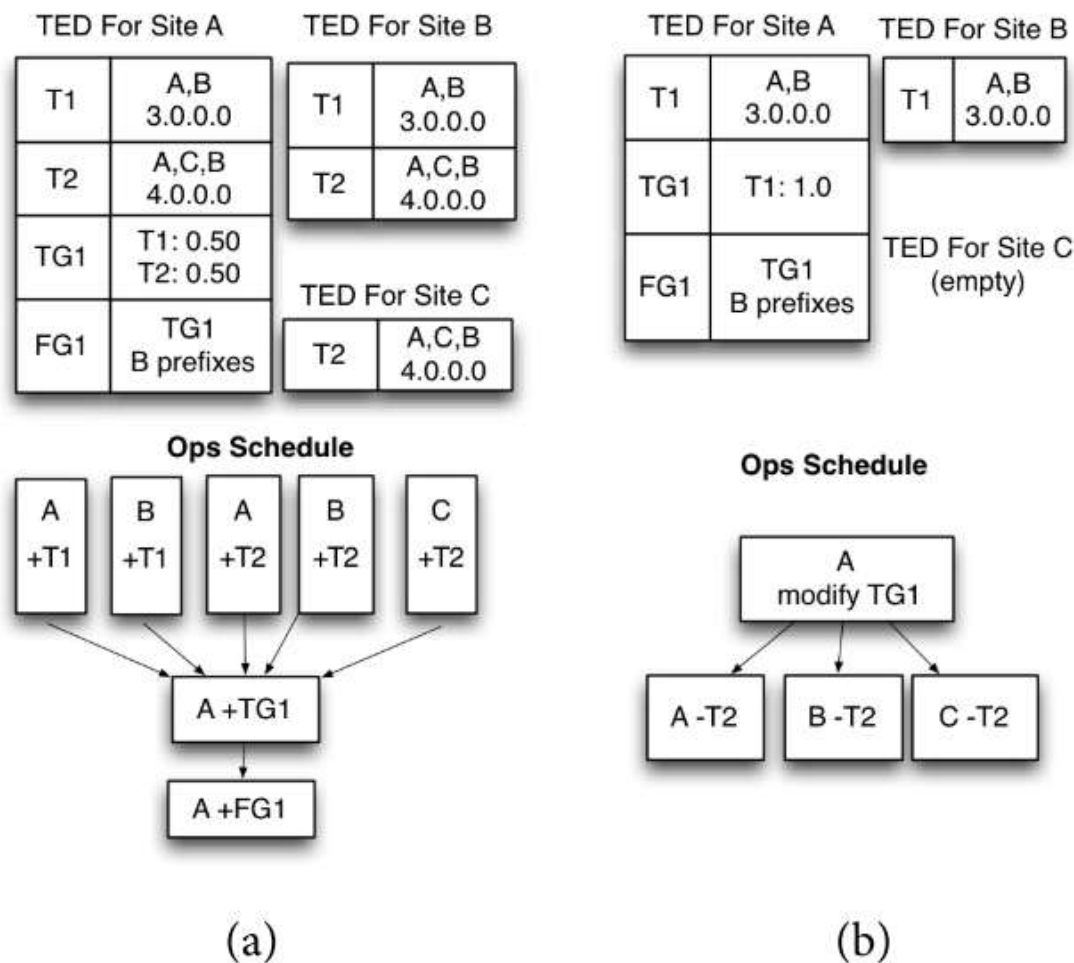 TED For Site A
T1
A,B
3.0.0.0
T2
A,C,B
4.0.0.0
TG1
T1: 0.50
T2: 0.50
FG1
TG1
B prefixes
TED For Site B
T1
A,B
3.0.0.0
T2
A,C,B
4.0.0.0
TED For Site C
T2
A,C,B
4.0.0.0
Ops Schedule
A
+T1
B
+T1
A
+T2
B
+T2
C
+T2
A +TG1
A +FG1
(a)
TED For Site A
T1
A,B
3.0.0.0
TG1
T1: 1.0
FG1
TG1
B prefixes
TED For Site B
T1
A,B
3.0.0.0
TED For Site C
(empty)
Ops Schedule
A
modify TG1
A -T2
B -T2
C -T2
(b)